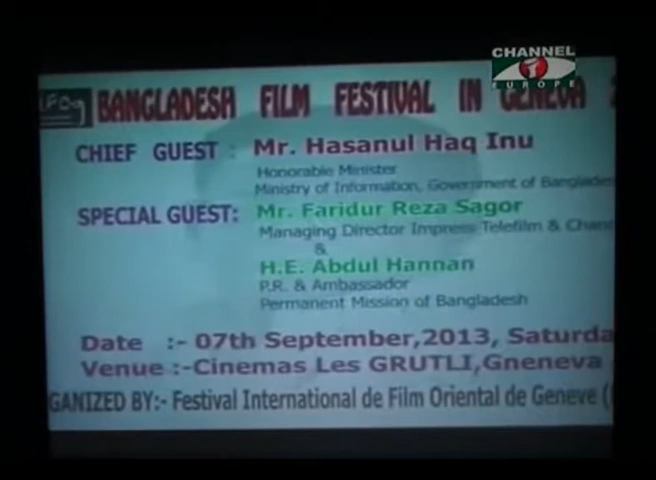 CHANNEL
i
EUROPE
BANGLADESH FILM FESTIVAL IN GENEVA
CHIEF GUEST : Mr. Hasanul Haq Inu
Honorable Minister
Ministry of Information, Government of Banglades
SPECIAL GUEST: Mr. Faridur Reza Sagor
Managing Director Impress Telefilm & Chann
&
H.E. Abdul Hannan
P.R. & Ambassador
Permanent Mission of Bangladesh
Date :- 07th September,2013, Saturda
Venue :-Cinemas Les GRUTLI,Gneneva
GANIZED BY:- Festival International de Film Oriental de Geneve (